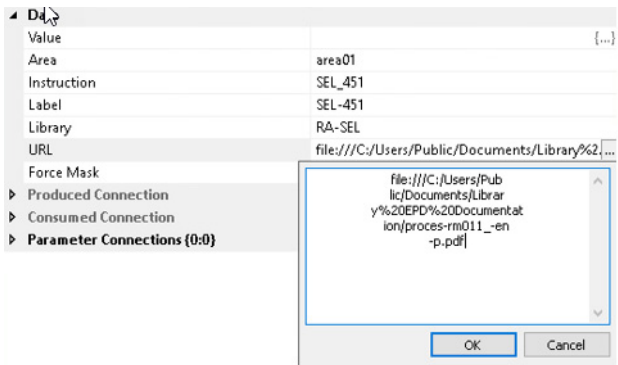 Da
Value {...}
Area area01
Instruction SEL_451
Label SEL-451
Library RA-SEL
URL file:///C:/Users/Public/Documents/Library%2. ...
Force Mask
Produced Connection
Consumed Connection
Parameter Connections {0:0}
file:///C:/Users/Pub
lic/Documents/Librar
y%20EPD%20Documentat
ion/proces-rm011_-en
-p.pdf
OK Cancel